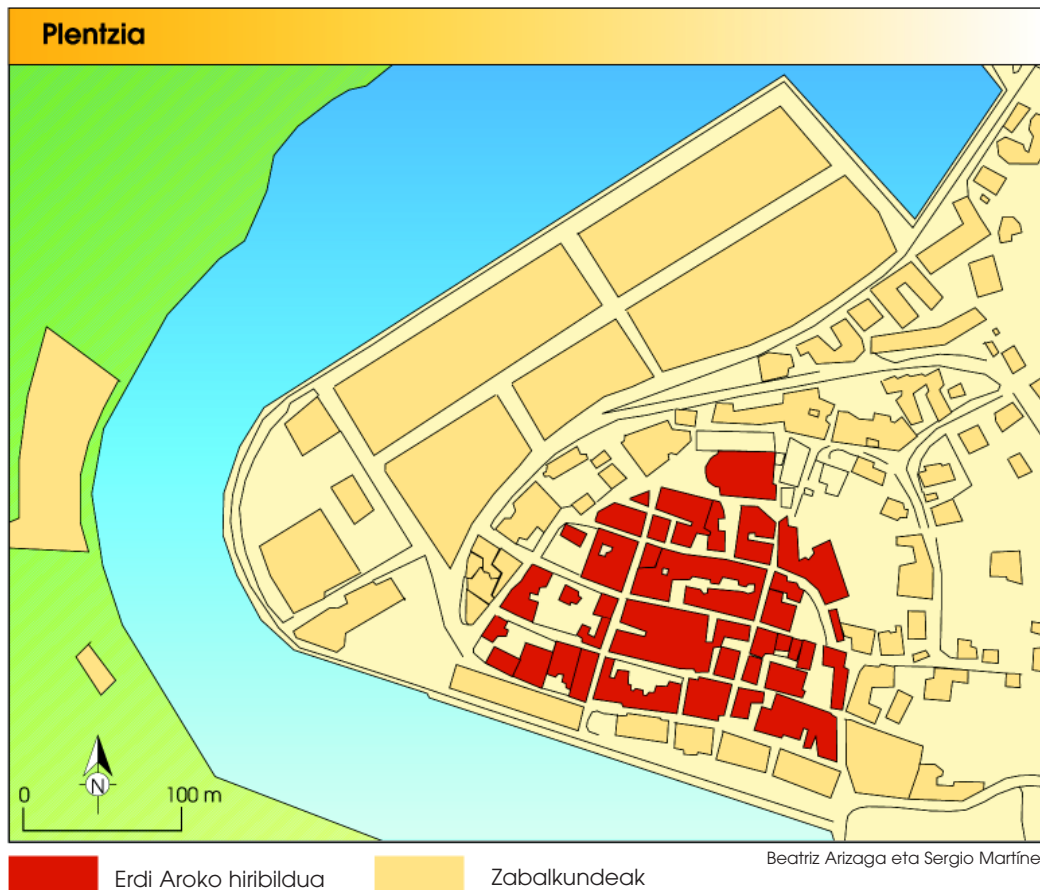 Plentzia
N
0 100 m
Beatriz Arizaga eta Sergio Martíne
Erdi Aroko hiribildua
Zabalkundeak